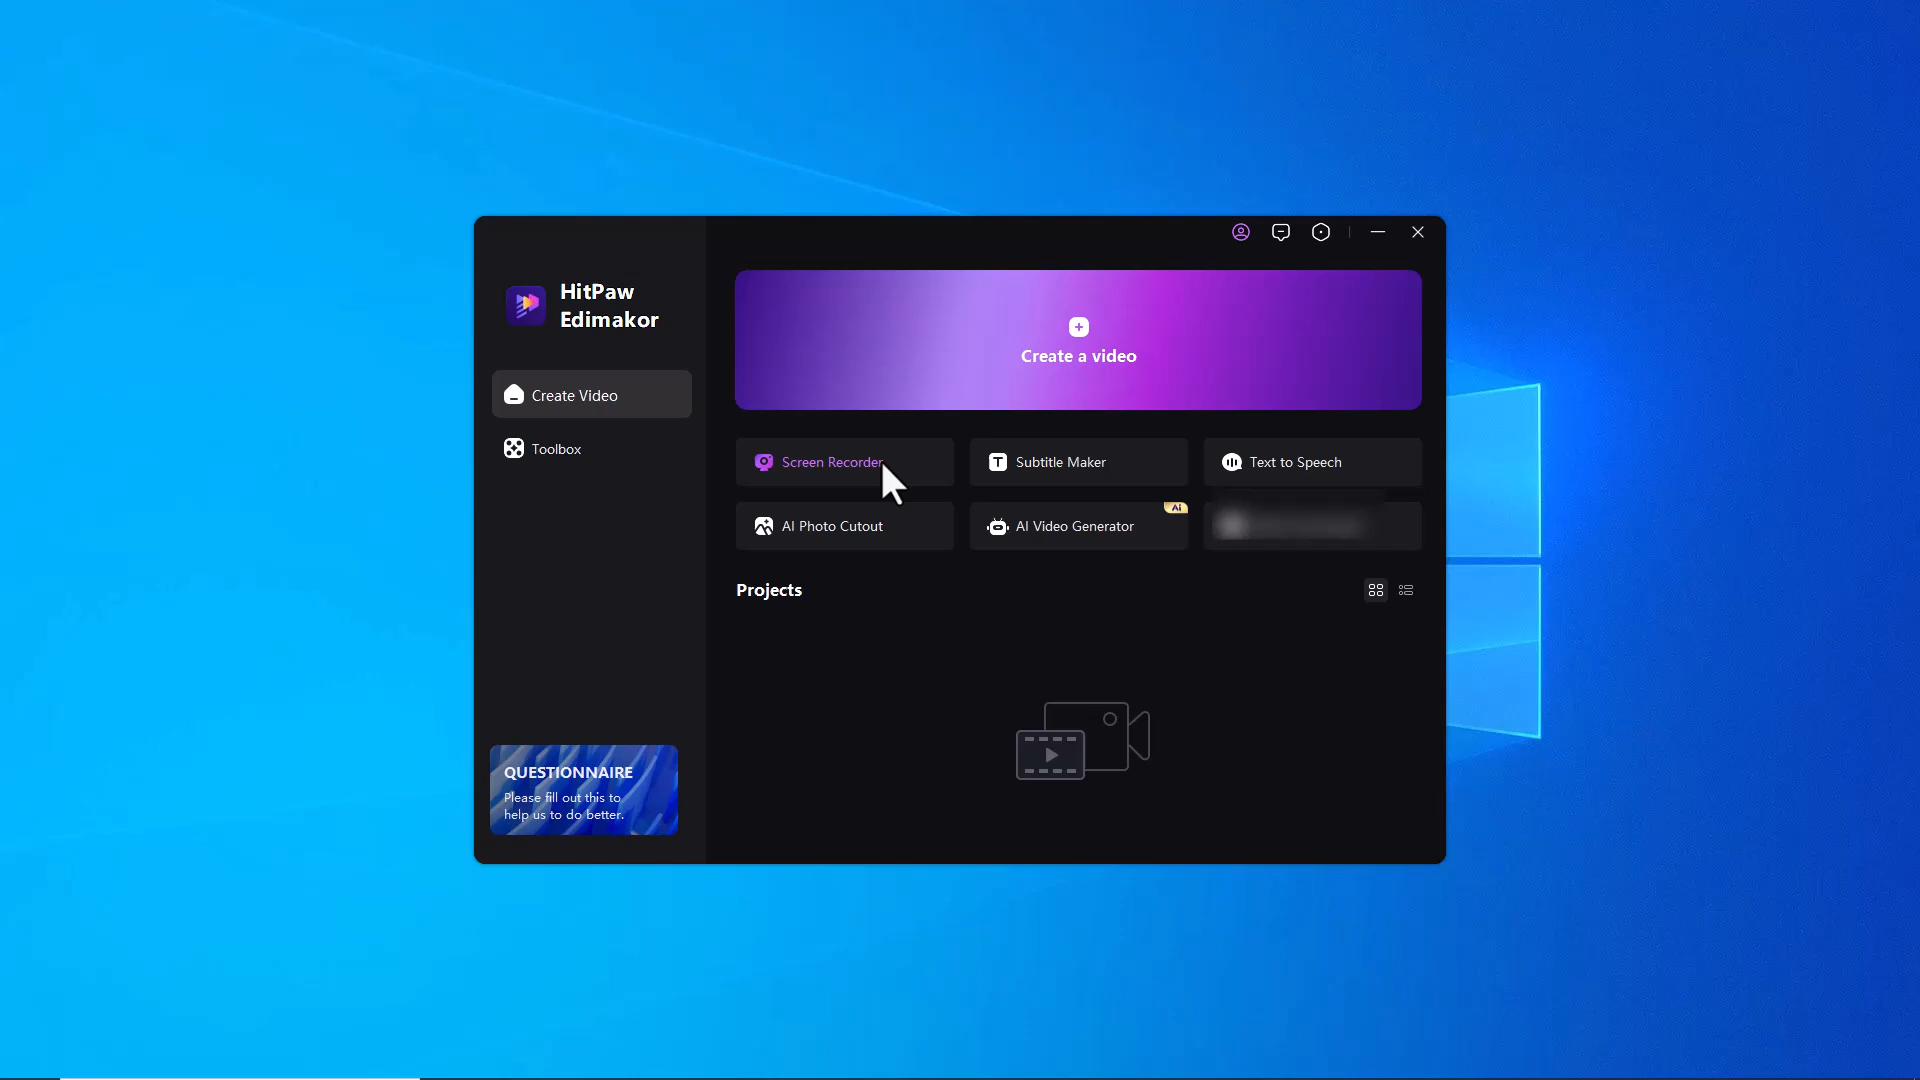 HitPaw
Edimakor
Create Video
Toolbox
QUESTIONNAIRE
Please fill out this to
help us to do better.
Create a video
Screen Recorder
Subtitle Maker
Text to Speech
AI Photo Cutout
AI Video Generator
Ai
Projects